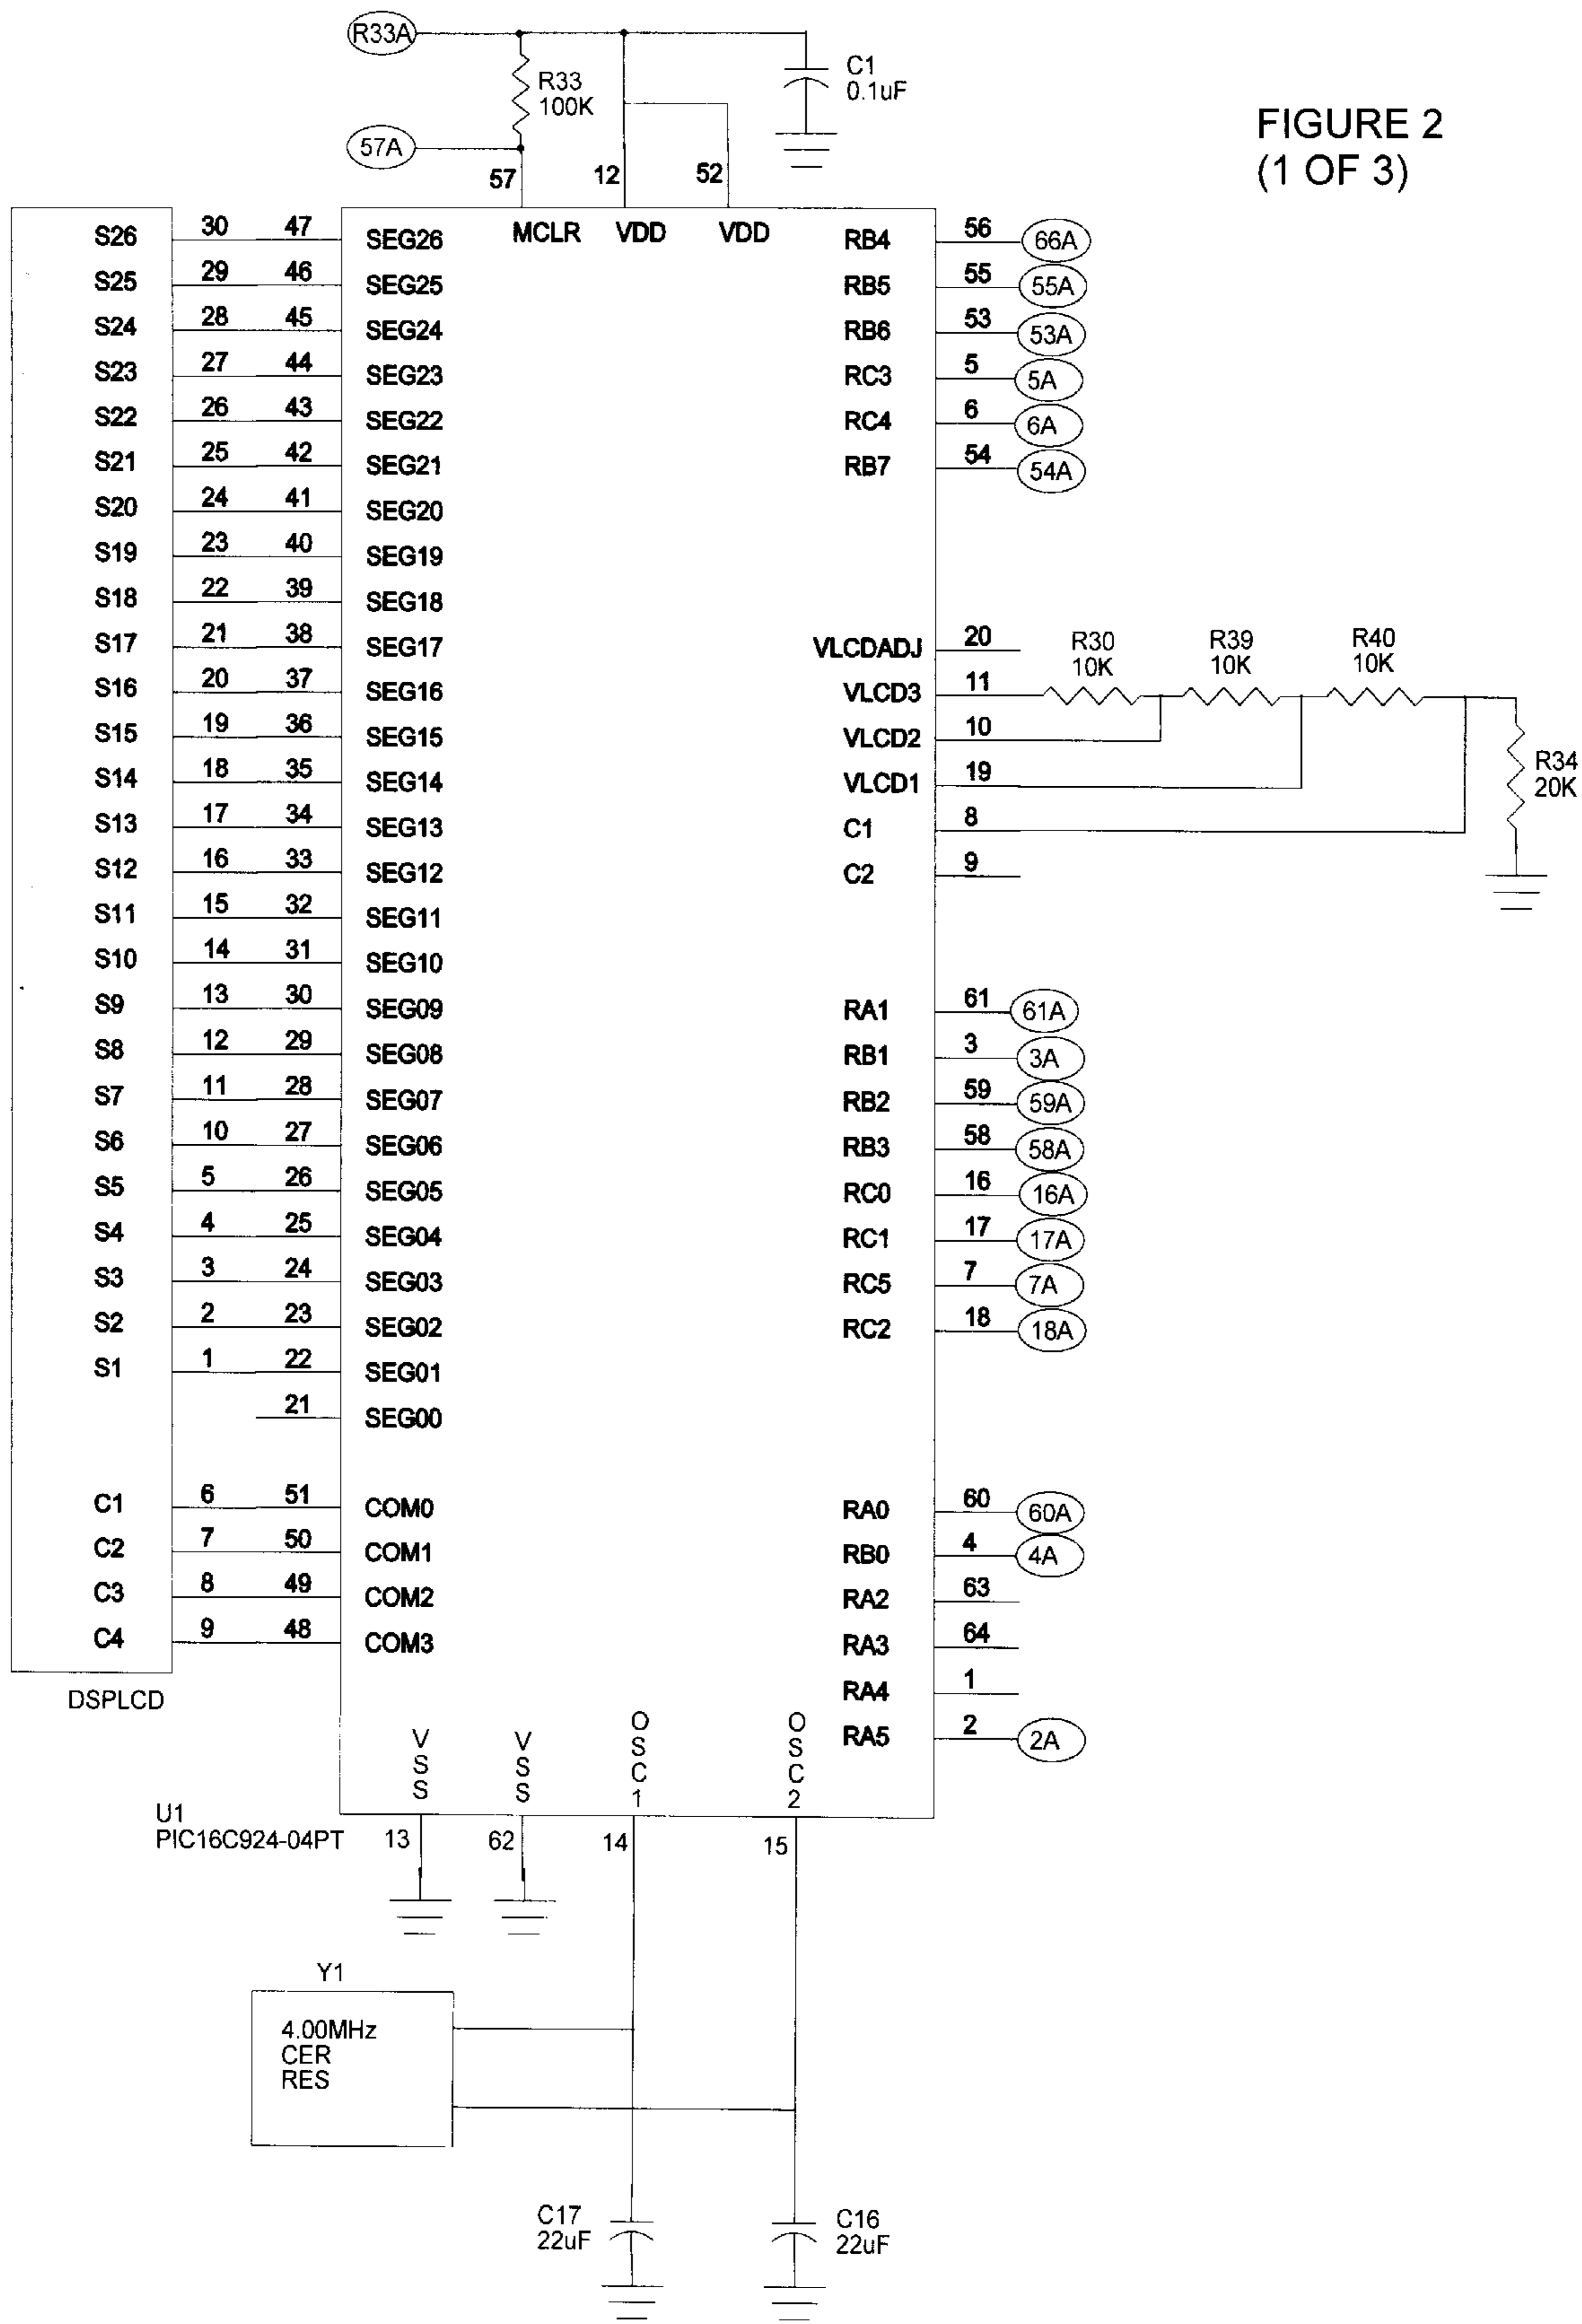 R33A
R33
100K
C1
0.1uF
57A
FIGURE 2
(1 OF 3)
57 12 52
MCLR VDD VDD
S26 30 47 SEG26
S25 29 46 SEG25
S24 28 45 SEG24
S23 27 44 SEG23
S22 26 43 SEG22
S21 25 42 SEG21
S20 24 41 SEG20
S19 23 40 SEG19
S18 22 39 SEG18
S17 21 38 SEG17
S16 20 37 SEG16
S15 19 36 SEG15
S14 18 35 SEG14
S13 17 34 SEG13
S12 16 33 SEG12
S11 15 32 SEG11
S10 14 31 SEG10
S9 13 30 SEG09
S8 12 29 SEG08
S7 11 28 SEG07
S6 10 27 SEG06
S5 5 26 SEG05
S4 4 25 SEG04
S3 3 24 SEG03
S2 2 23 SEG02
S1 1 22 SEG01
21 SEG00
C1 6 51 COM0
C2 7 50 COM1
C3 8 49 COM2
C4 9 48 COM3
DSPLCD
RB4 56 66A
RB5 55 55A
RB6 53 53A
RC3 5 5A
RC4 6 6A
RB7 54 54A
VLCDADJ 20
VLCD3 11
VLCD2 10
VLCD1 19
C1 8
C2 9
R30
10K
R39
10K
R40
10K
R34
20K
RA1 61 61A
RB1 3 3A
RB2 59 59A
RB3 58 58A
RC0 16 16A
RC1 17 17A
RC5 7 7A
RC2 18 18A
RA0 60 60A
RB0 4 4A
RA2 63
RA3 64
RA4 1
RA5 2 2A
VSS VSS OSC1 OSC2
U1
PIC16C924-04PT
13 62 14 15
Y1
4.00MHz
CER
RES
C17
22uF
C16
22uF